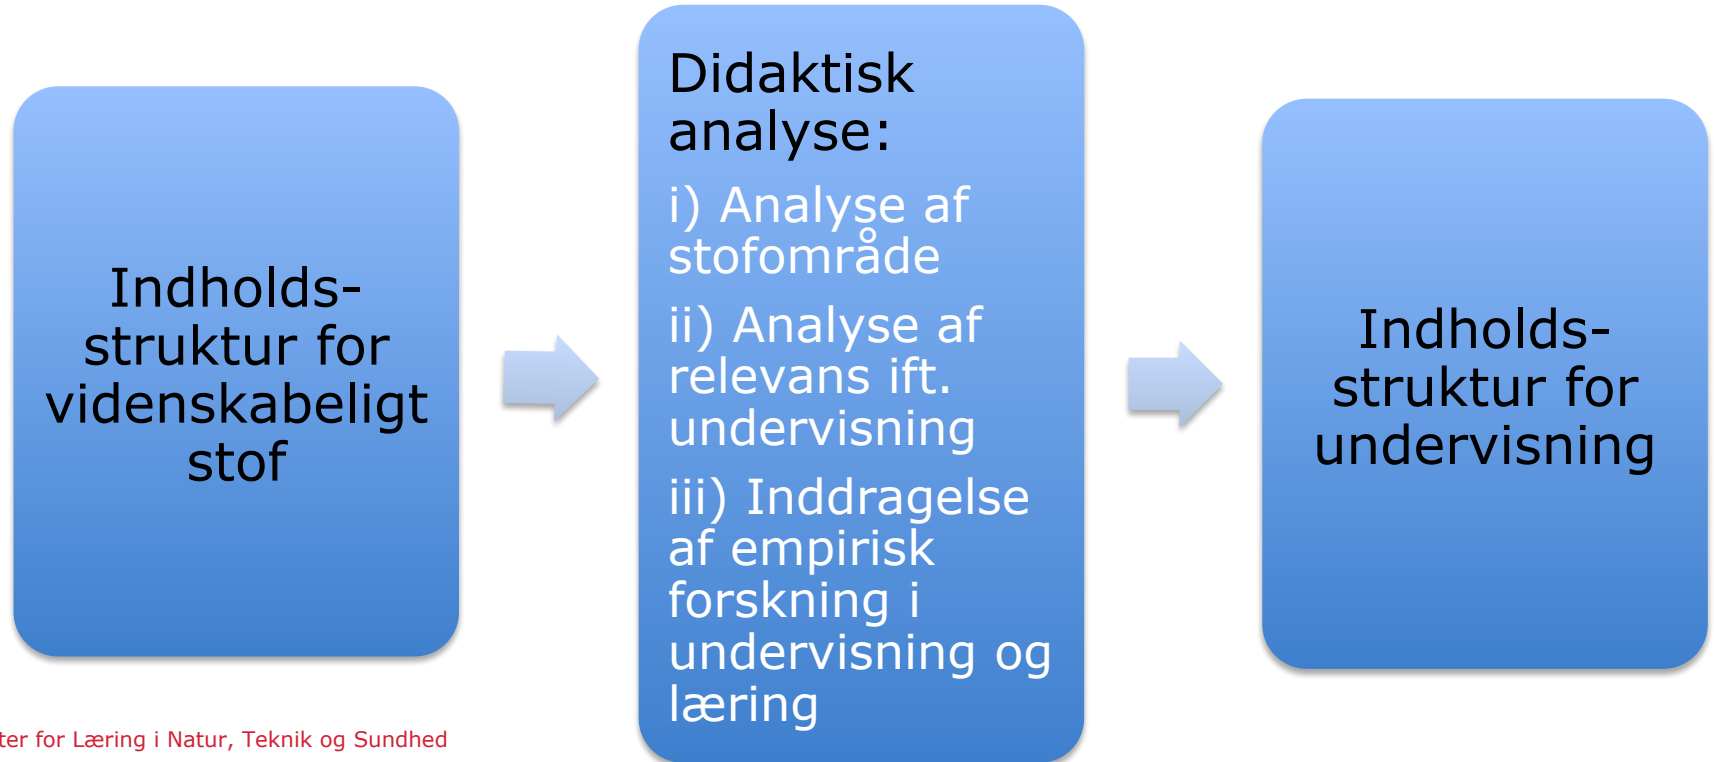 Indholds-
struktur for
videnskabeligt
stof
Didaktisk
analyse:
i) Analyse af
stofområde
ii) Analyse af
relevans ift.
undervisning
iii) Inddragelse
af empirisk
forskning i
undervisning og
læring
Indholds-
struktur for
undervisning
ter for Læring i Natur, Teknik og Sundhed